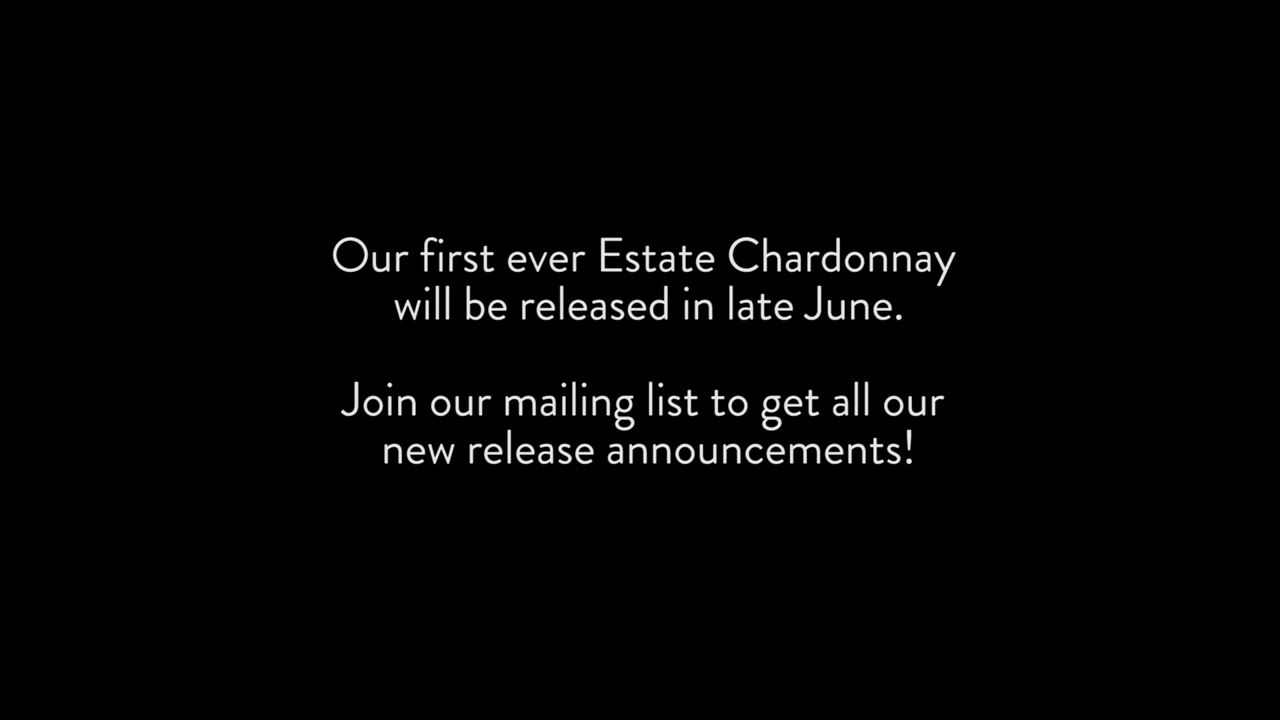 Our first ever Estate Chardonnay
will be released in late June.
Join our mailing list to get all our
new release announcements!